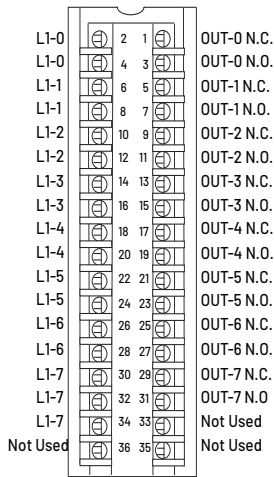 L1-0 2 1 OUT-0 N.C.
L1-0 4 3 OUT-0 N.O.
L1-1 6 5 OUT-1 N.C.
L1-1 8 7 OUT-1 N.O.
L1-2 10 9 OUT-2 N.C.
L1-2 12 11 OUT-2 N.O.
L1-3 14 13 OUT-3 N.C.
L1-3 16 15 OUT-3 N.O.
L1-4 18 17 OUT-4 N.C.
L1-4 20 19 OUT-4 N.O.
L1-5 22 21 OUT-5 N.C.
L1-5 24 23 OUT-5 N.O.
L1-6 26 25 OUT-6 N.C.
L1-6 28 27 OUT-6 N.O.
L1-7 30 29 OUT-7 N.C.
L1-7 32 31 OUT-7 N.O
L1-7 34 33 Not Used
Not Used 36 35 Not Used